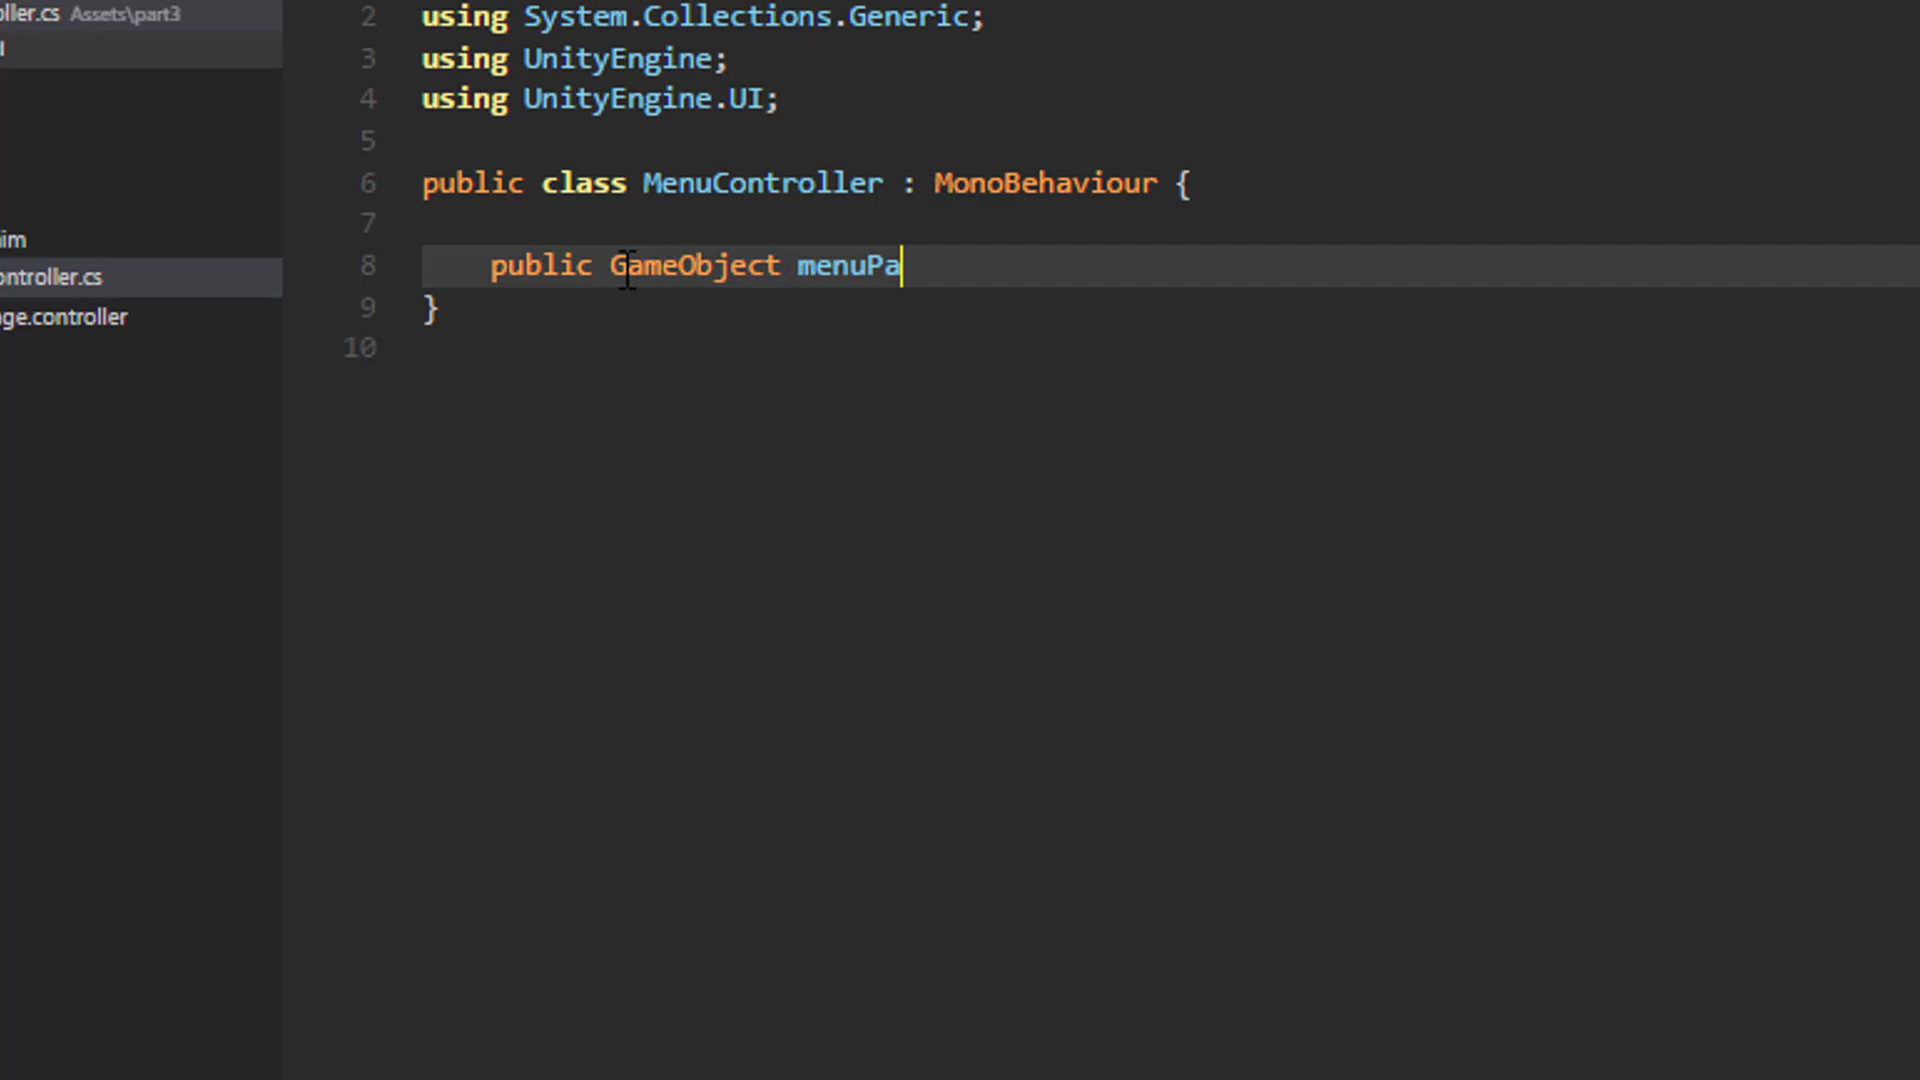 ller.cs Assets\part3
im
ontroller.cs
ge.controller
2 using System.Collections.Generic;
3 using UnityEngine;
4 using UnityEngine.UI;
5
6 public class MenuController : MonoBehaviour {
7
8 public GameObject menuPa
9 }
10